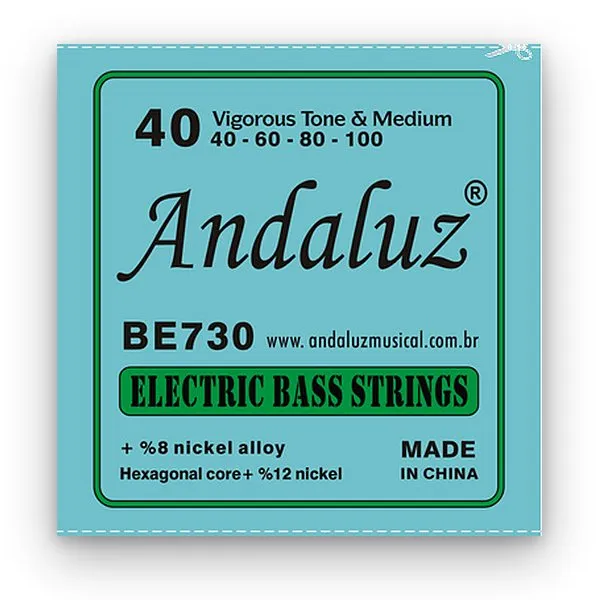 40 Vigorous Tone & Medium
40 - 60 - 80 - 100
Andaluz®
BE730 www. andaluzmusical.com.br
ELECTRIC BASS STRINGS
+ %8 nickel alloy
Hexagonal core+ %12 nickel
MADE
IN CHINA